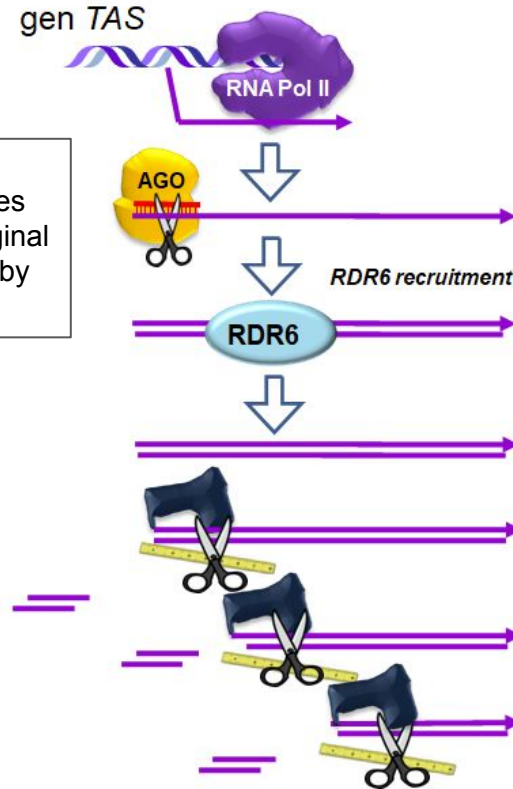 gen TAS
RNA Pol II
es
ginal
by
AGO
RDR6 recruitment
RDR6